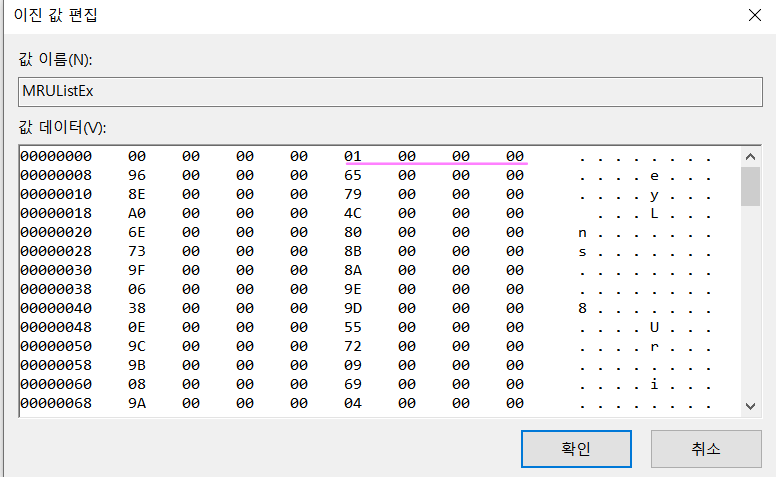 이진 값 편집
값 이름(N):
MRUListEx
값 데이터(V):
00000000 00 00 00 00 01 00 00 00 . . . . . . . .
00000008 96 00 00 00 65 00 00 00 . . . . e . . .
00000010 8E 00 00 00 79 00 00 00 . . . . y . . .
00000018 A0 00 00 00 4C 00 00 00   . . . L . . .
00000020 6E 00 00 00 80 00 00 00 n . . . . . . .
00000028 73 00 00 00 8B 00 00 00 s . . . . . . .
00000030 9F 00 00 00 8A 00 00 00 . . . . . . . .
00000038 06 00 00 00 9E 00 00 00 . . . . . . . .
00000040 38 00 00 00 9D 00 00 00 8 . . . . . . .
00000048 0E 00 00 00 55 00 00 00 . . . . U . . .
00000050 9C 00 00 00 72 00 00 00 . . . . r . . .
00000058 9B 00 00 00 09 00 00 00 . . . . . . . .
00000060 08 00 00 00 69 00 00 00 . . . . i . . .
00000068 9A 00 00 00 04 00 00 00 . . . . . . . .
확인 취소